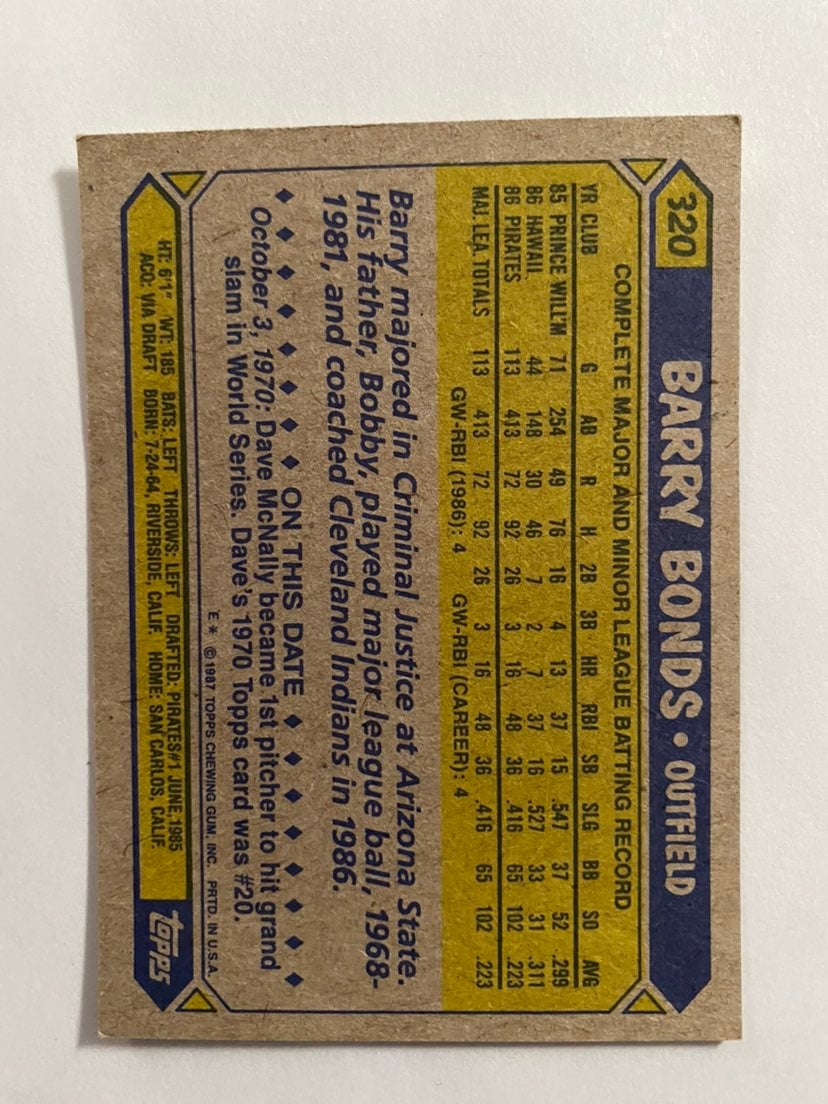 320 BARRY BONDS • OUTFIELD
COMPLETE MAJOR AND MINOR LEAGUE BATTING RECORD
YR CLUB G AB R H 2B 3B HR RBI SB SLG BB SO AVG
85 PRINCE WILL'M 71 254 49 76 16 4 13 37 15 .547 37 52 .299
86 HAWAII 44 148 30 46 7 2 7 37 16 .527 33 31 .311
86 PIRATES 113 413 72 92 26 3 16 48 36 .416 65 102 .223
MAJ. LEA. TOTALS 113 413 72 92 26 3 16 48 36 .416 65 102 .223
GW-RBI (1986): 4 GW-RBI (CAREER): 4
Barry majored in Criminal Justice at Arizona State.
His father, Bobby, played major league ball, 1968-
1981, and coached Cleveland Indians in 1986.
ON THIS DATE
October 3, 1970: Dave McNally became 1st pitcher to hit grand
slam in World Series. Dave's 1970 Topps card was #20.
E* ©1987 TOPPS CHEWING GUM, INC. PRTD. IN U.S.A.
HT: 6'1" WT: 185 BATS: LEFT THROWS: LEFT DRAFTED: PIRATES#1 JUNE, 1985
ACQ: VIA DRAFT BORN: 7-24-64, RIVERSIDE, CALIF. HOME: SAN CARLOS, CALIF.
topps